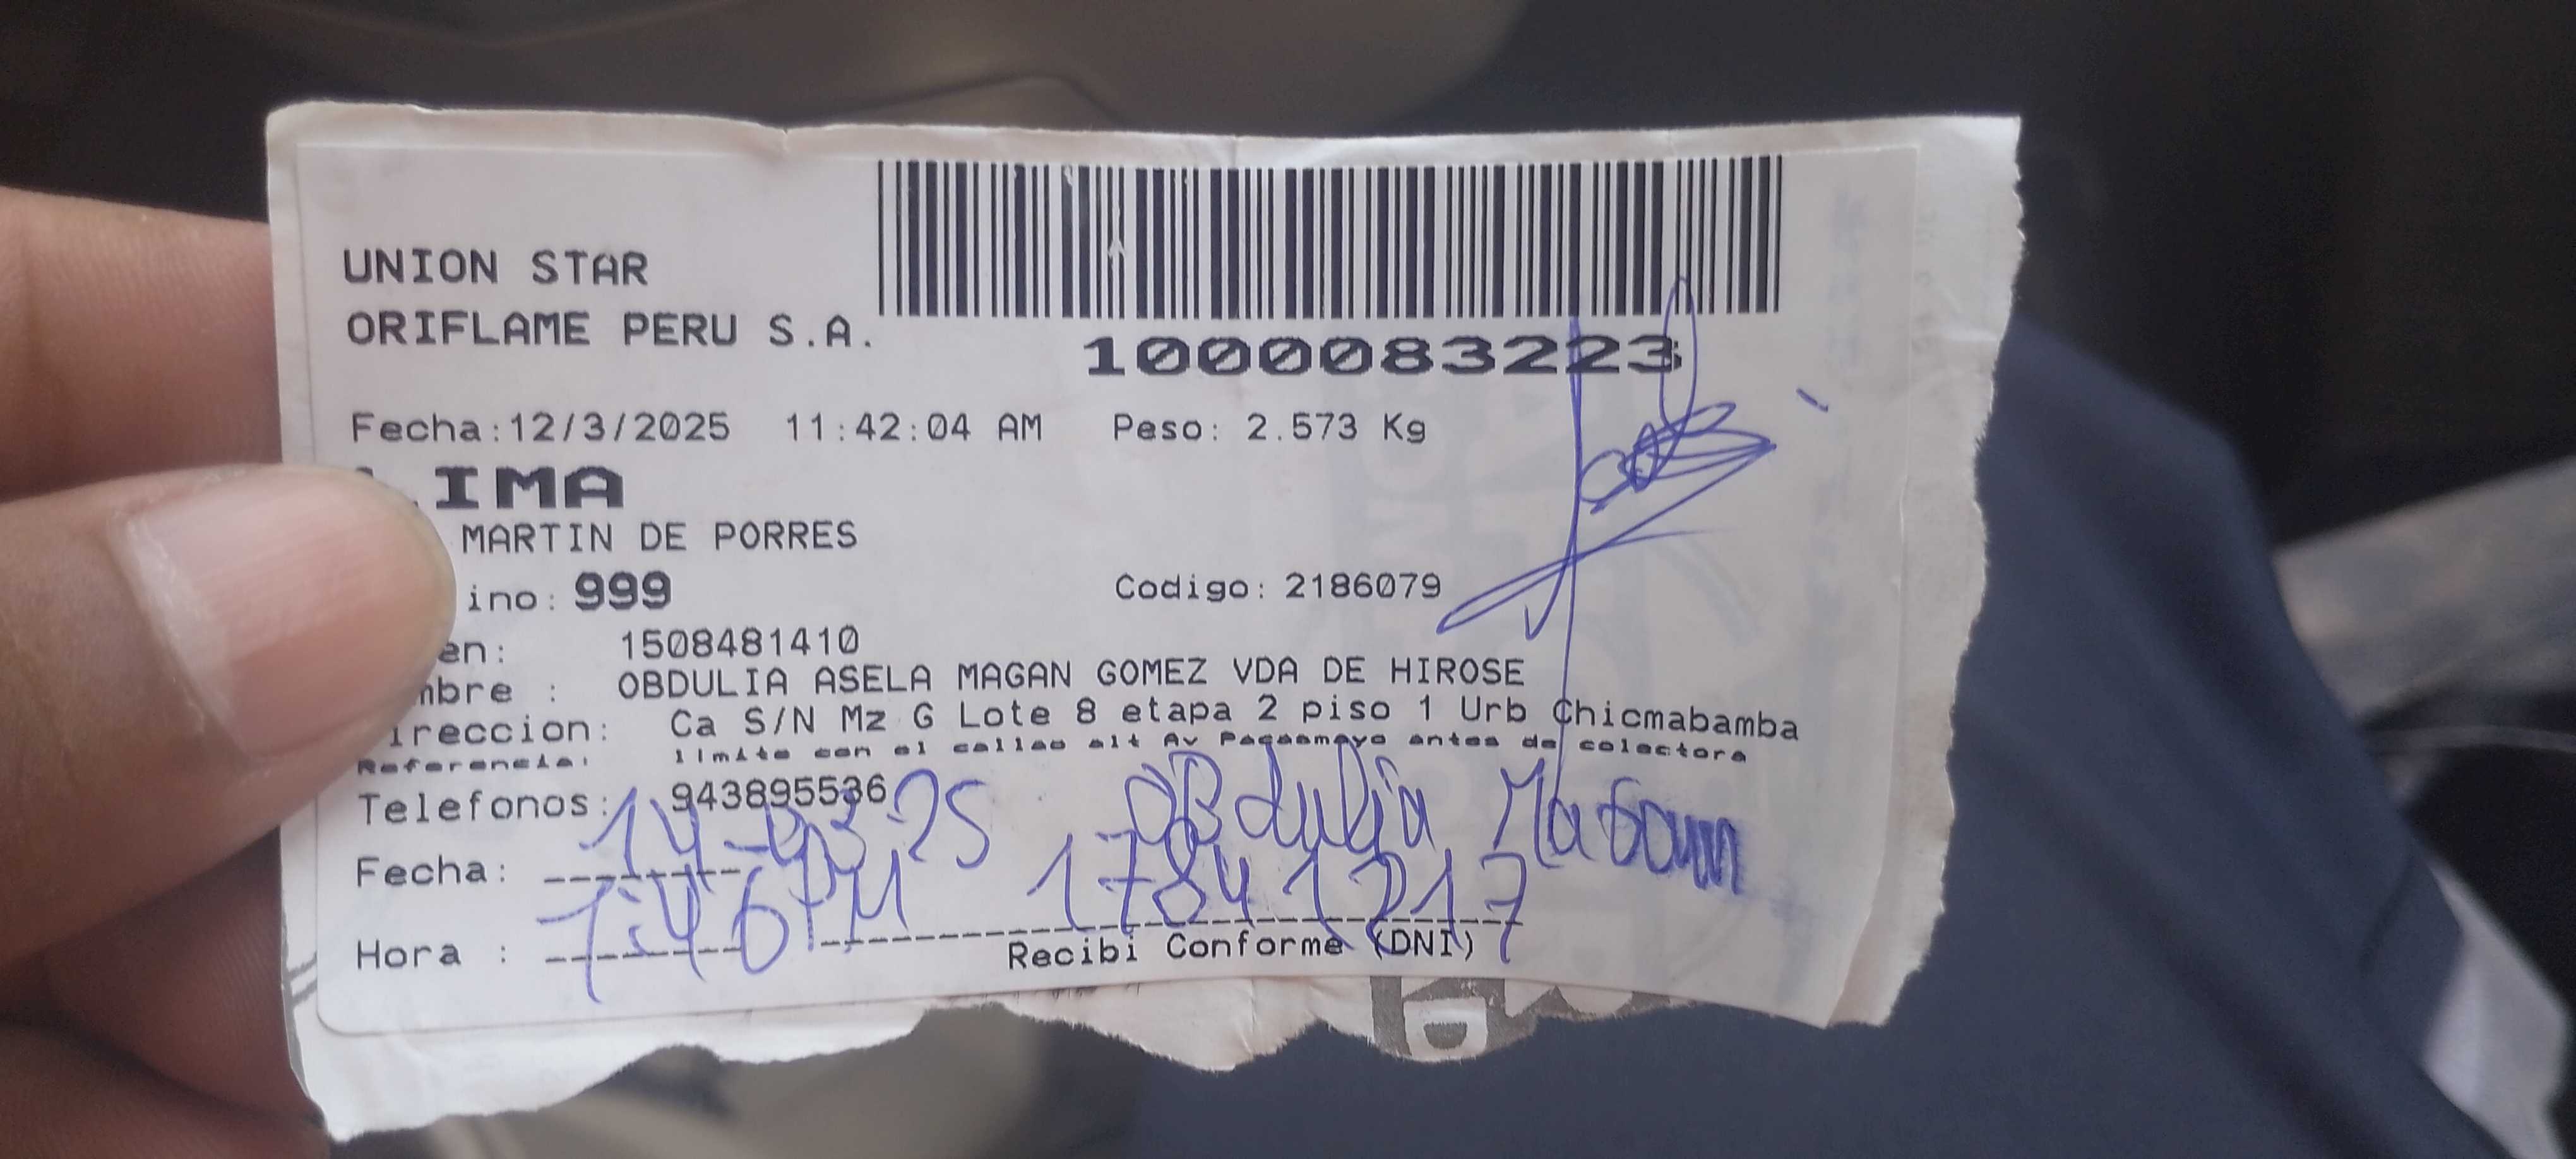 UNION STAR
ORIFLAME PERU S.A.
1000083223
Fecha:12/3/2025 11:42:04 AM Peso: 2.573 Kg
IMA
MARTIN DE PORRES
ino: 999 Codigo: 2186079
en: 1508481410
mbre : OBDULIA ASELA MAGAN GOMEZ VDA DE HIROSE
ireccion: Ca S/N Mz G Lote 8 etapa 2 piso 1 Urb Chicmabamba
Referencia: limite con el callao alt Av Pacasmayo antes de colectora
Telefonos: 943895536
Fecha: 14-03-25 OBdulia
Hora : 1:46PM 17841217
Recibi Conforme (DNI)